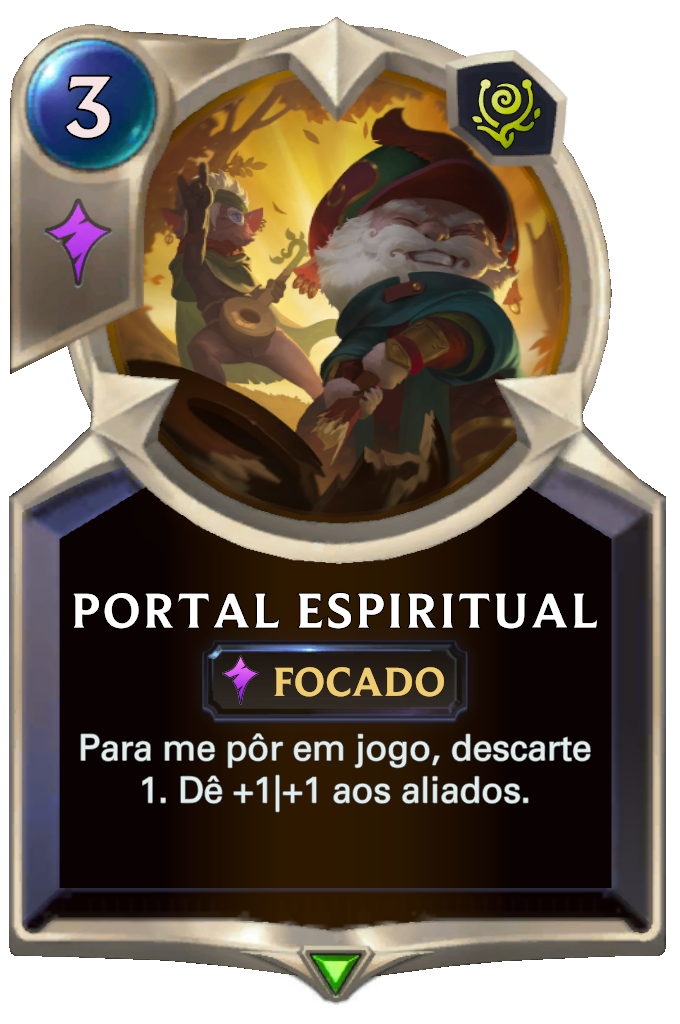 3
PORTAL ESPIRITUAL
FOCADO
Para me pôr em jogo, descarte
1. Dê +1|+1 aos aliados.